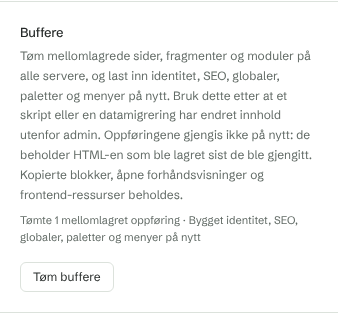 Buffere
Tøm mellomlagrede sider, fragmenter og moduler på
alle servere, og last inn identitet, SEO, globaler,
paletter og menyer på nytt. Bruk dette etter at et
skript eller en datamigrering har endret innhold
utenfor admin. Oppføringene gjengis ikke på nytt: de
beholder HTML-en som ble lagret sist de ble gjengitt.
Kopierte blokker, åpne forhåndsvisninger og
frontend-ressurser beholdes.
Tømte 1 mellomlagret oppføring · Bygget identitet, SEO,
globaler, paletter og menyer på nytt
Tøm buffere